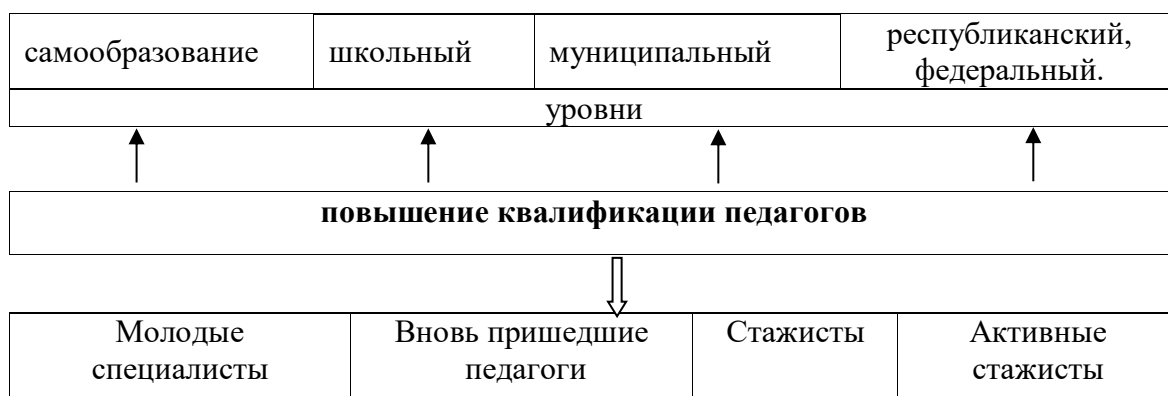 самообразование школьный муниципальный республиканский,
федеральный.
уровни
повышение квалификации педагогов
Молодые Вновь пришедшие Стажисты Активные
специалисты педагоги стажисты